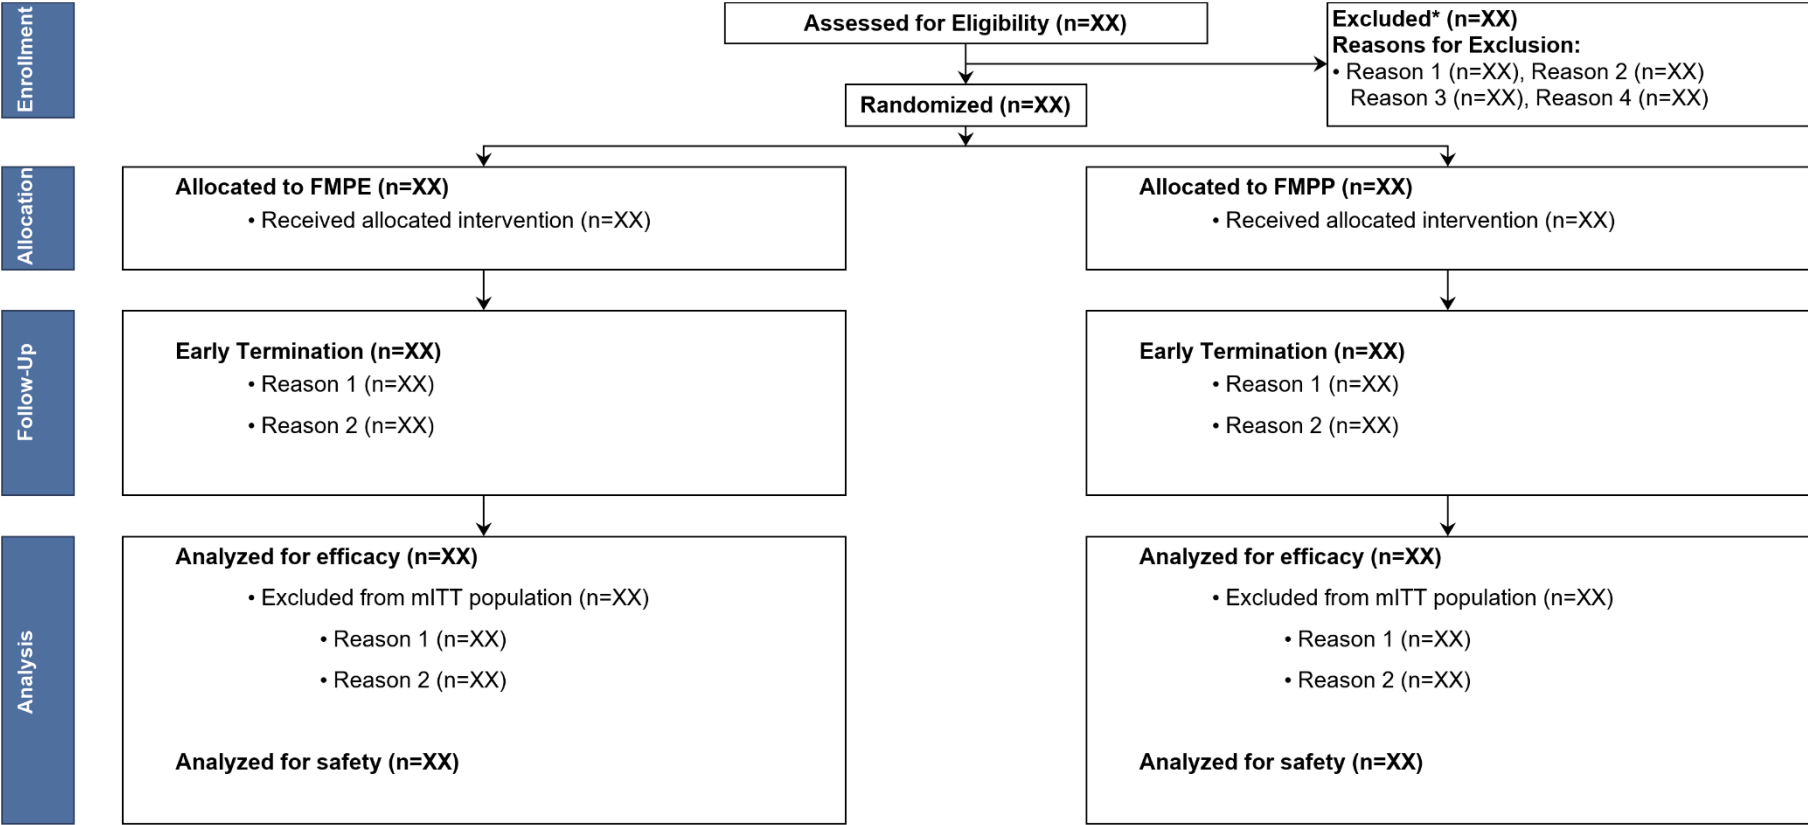 Enrollment
Assessed for Eligibility (n=XX)
Excluded* (n=XX)
Reasons for Exclusion:
• Reason 1 (n=XX), Reason 2 (n=XX)
Reason 3 (n=XX), Reason 4 (n=XX)
Randomized (n=XX)
Allocation
Allocated to FMPE (n=XX)
• Received allocated intervention (n=XX)
Allocated to FMPP (n=XX)
• Received allocated intervention (n=XX)
Follow-Up
Early Termination (n=XX)
• Reason 1 (n=XX)
• Reason 2 (n=XX)
Early Termination (n=XX)
• Reason 1 (n=XX)
• Reason 2 (n=XX)
Analysis
Analyzed for efficacy (n=XX)
• Excluded from mITT population (n=XX)
• Reason 1 (n=XX)
• Reason 2 (n=XX)
Analyzed for safety (n=XX)
Analyzed for efficacy (n=XX)
• Excluded from mITT population (n=XX)
• Reason 1 (n=XX)
• Reason 2 (n=XX)
Analyzed for safety (n=XX)